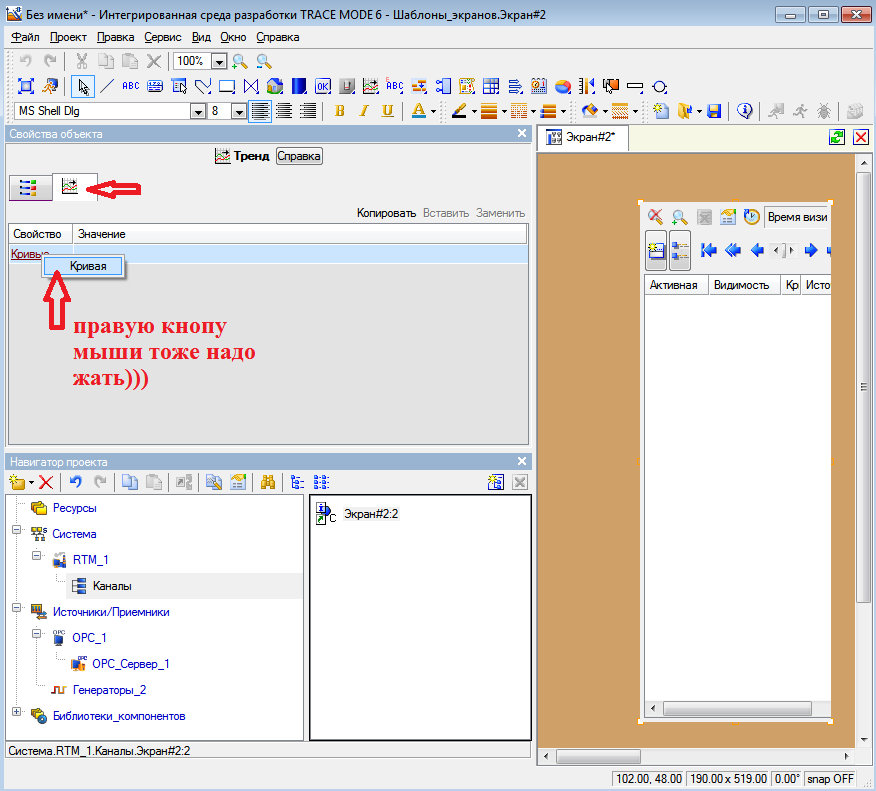 Без имени* - Интегрированная среда разработки TRACE MODE 6 - Шаблоны_экранов.Экран#2
Файл Проект Правка Сервис Вид Окно Справка
100%
ABC OK ABC
MS Shell Dlg 8 B I U A
Свойства объекта
Экран#2*
Тренд Справка
Копировать Вставить Заменить
Свойство Значение
Кривые
Кривая
правую кнопу
мыши тоже надо
жать)))
Время визи
Активная Видимость Кр Исто
Навигатор проекта
Ресурсы
Система
RTM_1
Каналы
Источники/Приемники
OPC_1
OPC_Сервер_1
Генераторы_2
Библиотеки_компонентов
Экран#2:2
Система.RTM_1.Каналы.Экран#2:2
102.00, 48.00 190.00 x 519.00 0.00° snap OFF